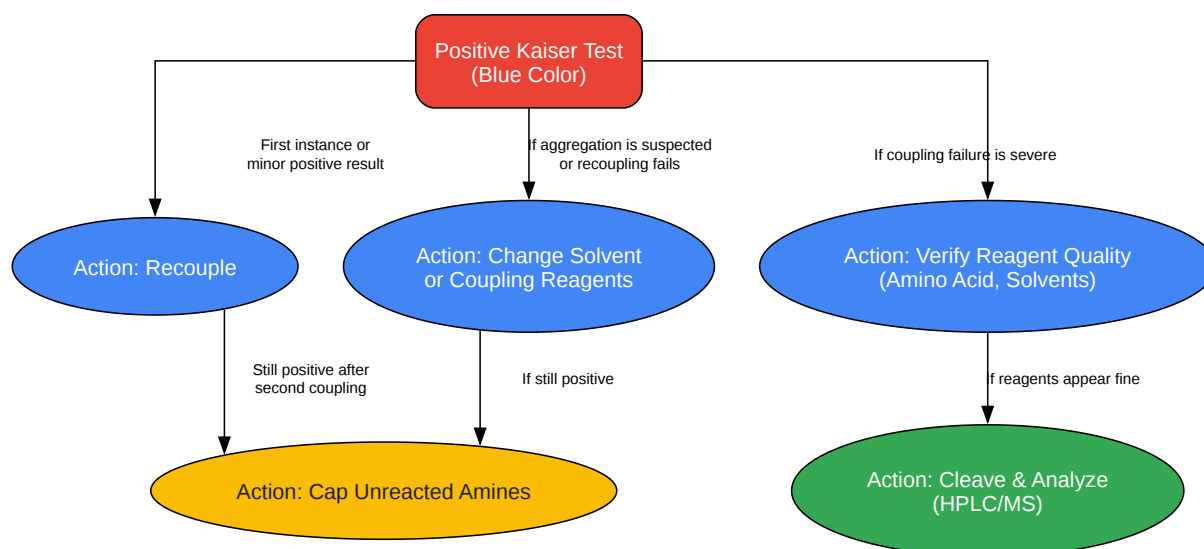 Positive Kaiser Test
(Blue Color)
First instance or
minor positive result
If aggregation is suspected
or recoupling fails
If coupling failure is severe
Action: Recouple
Action: Change Solvent
or Coupling Reagents
Action: Verify Reagent Quality
(Amino Acid, Solvents)
Still positive after
second coupling
If still positive
If reagents appear fine
Action: Cap Unreacted Amines
Action: Cleave & Analyze
(HPLC/MS)